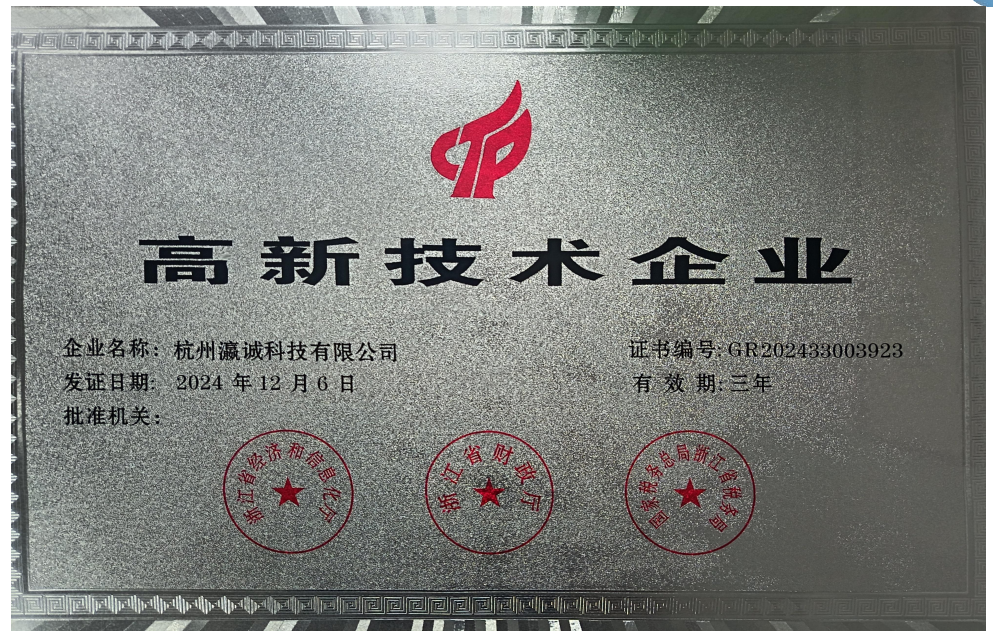 高新技术企业
企业名称：杭州瀛诚科技有限公司
证书编号：GR202433003923
发证日期： 2024 年 12 月 6 日
有 效 期：三年
批准机关：
浙江省经济和信息化厅
浙江省财政厅
国家税务总局浙江省税务局